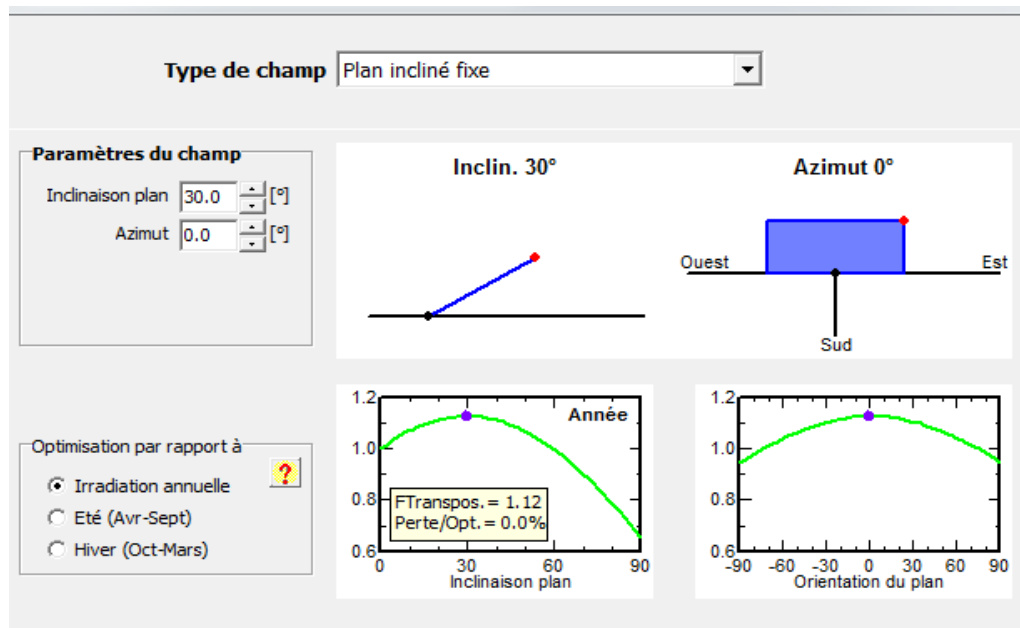 Type de champ Plan incliné fixe
Paramètres du champ
Inclinaison plan 30.0 [°]
Azimut 0.0 [°]
Inclin. 30°
Azimut 0°
Ouest
Est
Sud
Optimisation par rapport à
?
Irradiation annuelle
Eté (Avr-Sept)
Hiver (Oct-Mars)
1.2
1.0
0.8
0.6
Année
FTranspos. = 1.12
Perte/Opt. = 0.0%
0 30 60 90
Inclinaison plan
1.2
1.0
0.8
0.6
-90 -60 -30 0 30 60 90
Orientation du plan